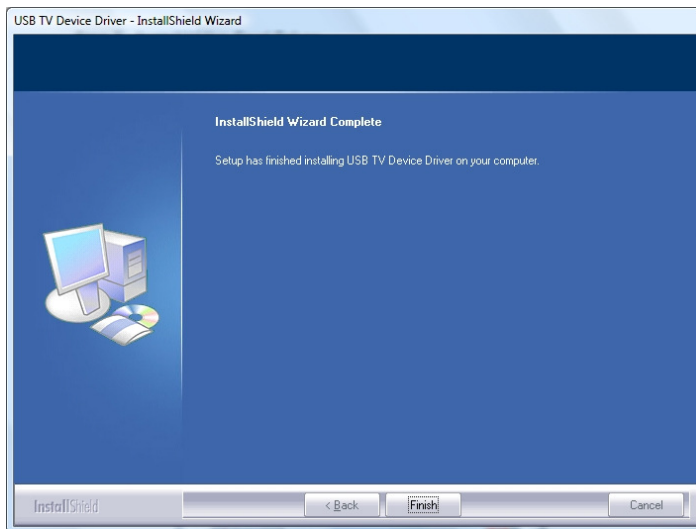 USB TV Device Driver - InstallShield Wizard
InstallShield Wizard Complete
Setup has finished installing USB TV Device Driver on your computer.
InstallShield
< Back
Finish
Cancel